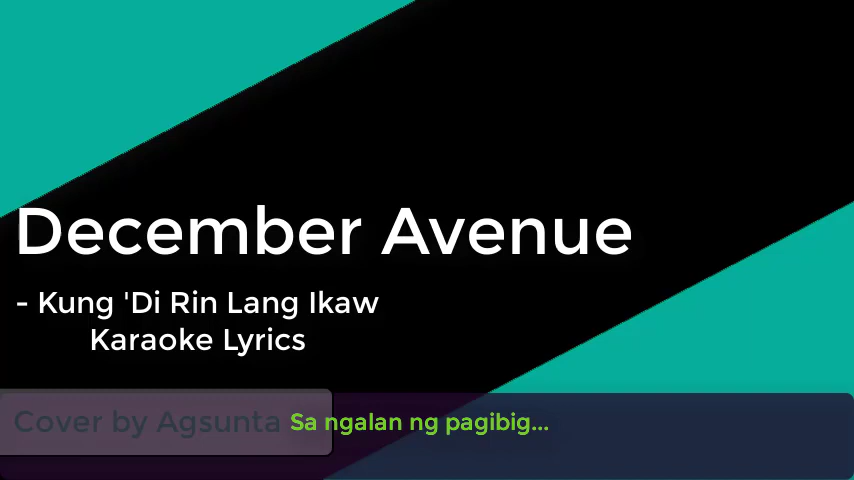 December Avenue
- Kung 'Di Rin Lang Ikaw
Karaoke Lyrics
Cover by Agsunta
Sa ngalan ng pagibig...